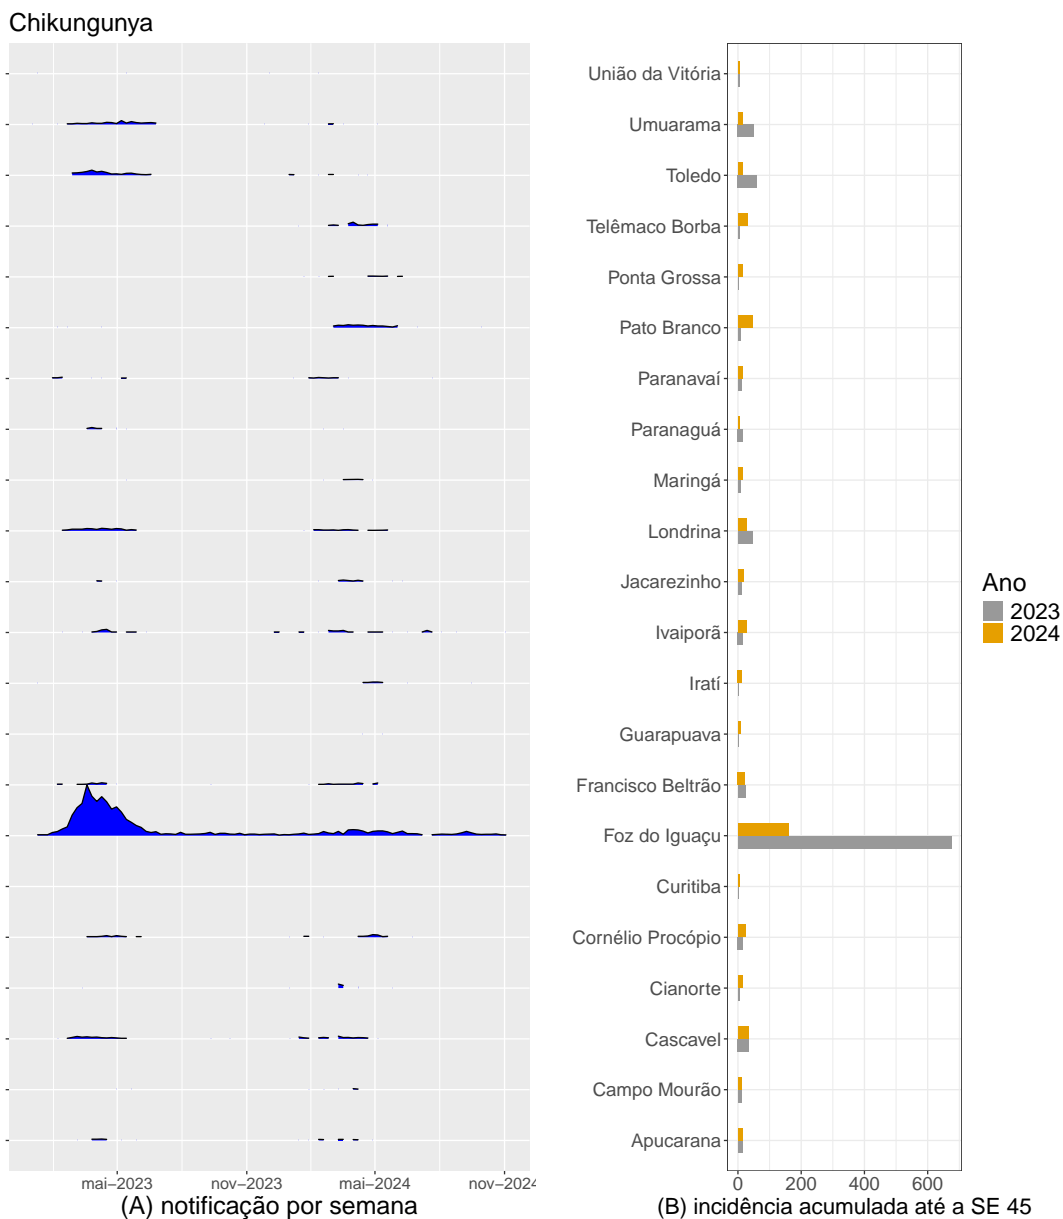 Chikungunya
União da Vitória
Umuarama
Toledo
Telêmaco Borba
Ponta Grossa
Pato Branco
Paranavaí
Paranaguá
Maringá
Londrina
Jacarezinho
Ivaiporã
Iratí
Guarapuava
Francisco Beltrão
Foz do Iguaçu
Curitiba
Cornélio Procópio
Cianorte
Cascavel
Campo Mourão
Apucarana
Ano
2023
2024
mai−2023 nov−2023 mai−2024 nov−2024
0 200 400 600
(A) notificação por semana
(B) incidência acumulada até a SE 45